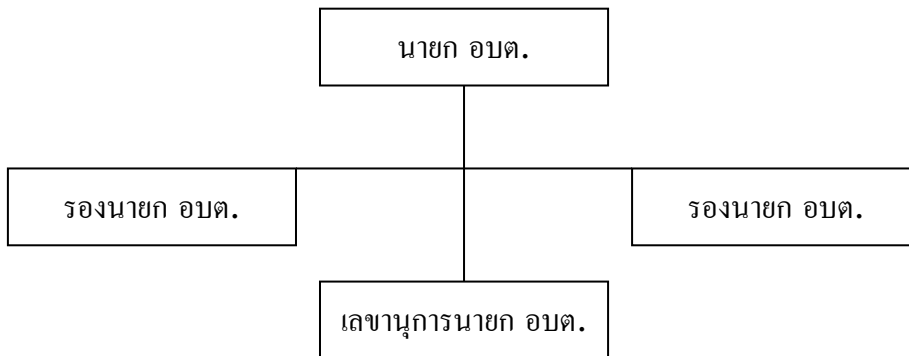 นายก อบต.
รองนายก อบต.
รองนายก อบต.
เลขานุการนายก อบต.